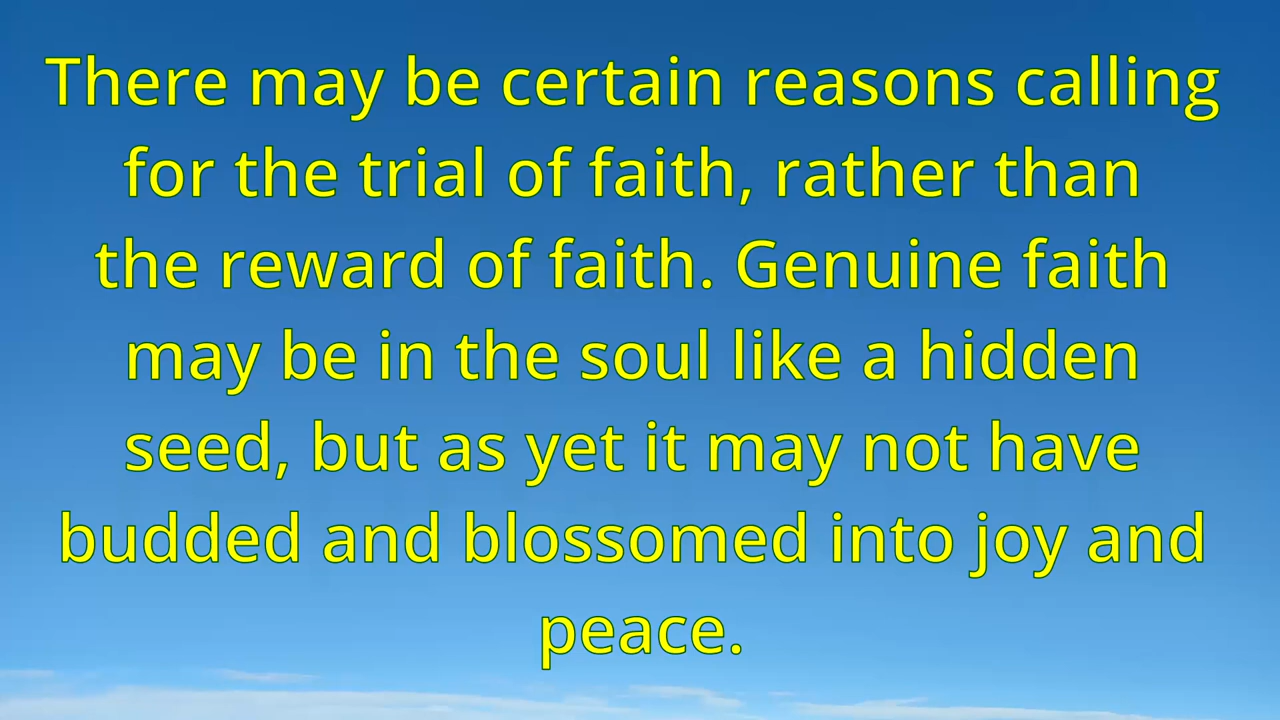 There may be certain reasons calling
for the trial of faith, rather than
the reward of faith. Genuine faith
may be in the soul like a hidden
seed, but as yet it may not have
budded and blossomed into joy and
peace.